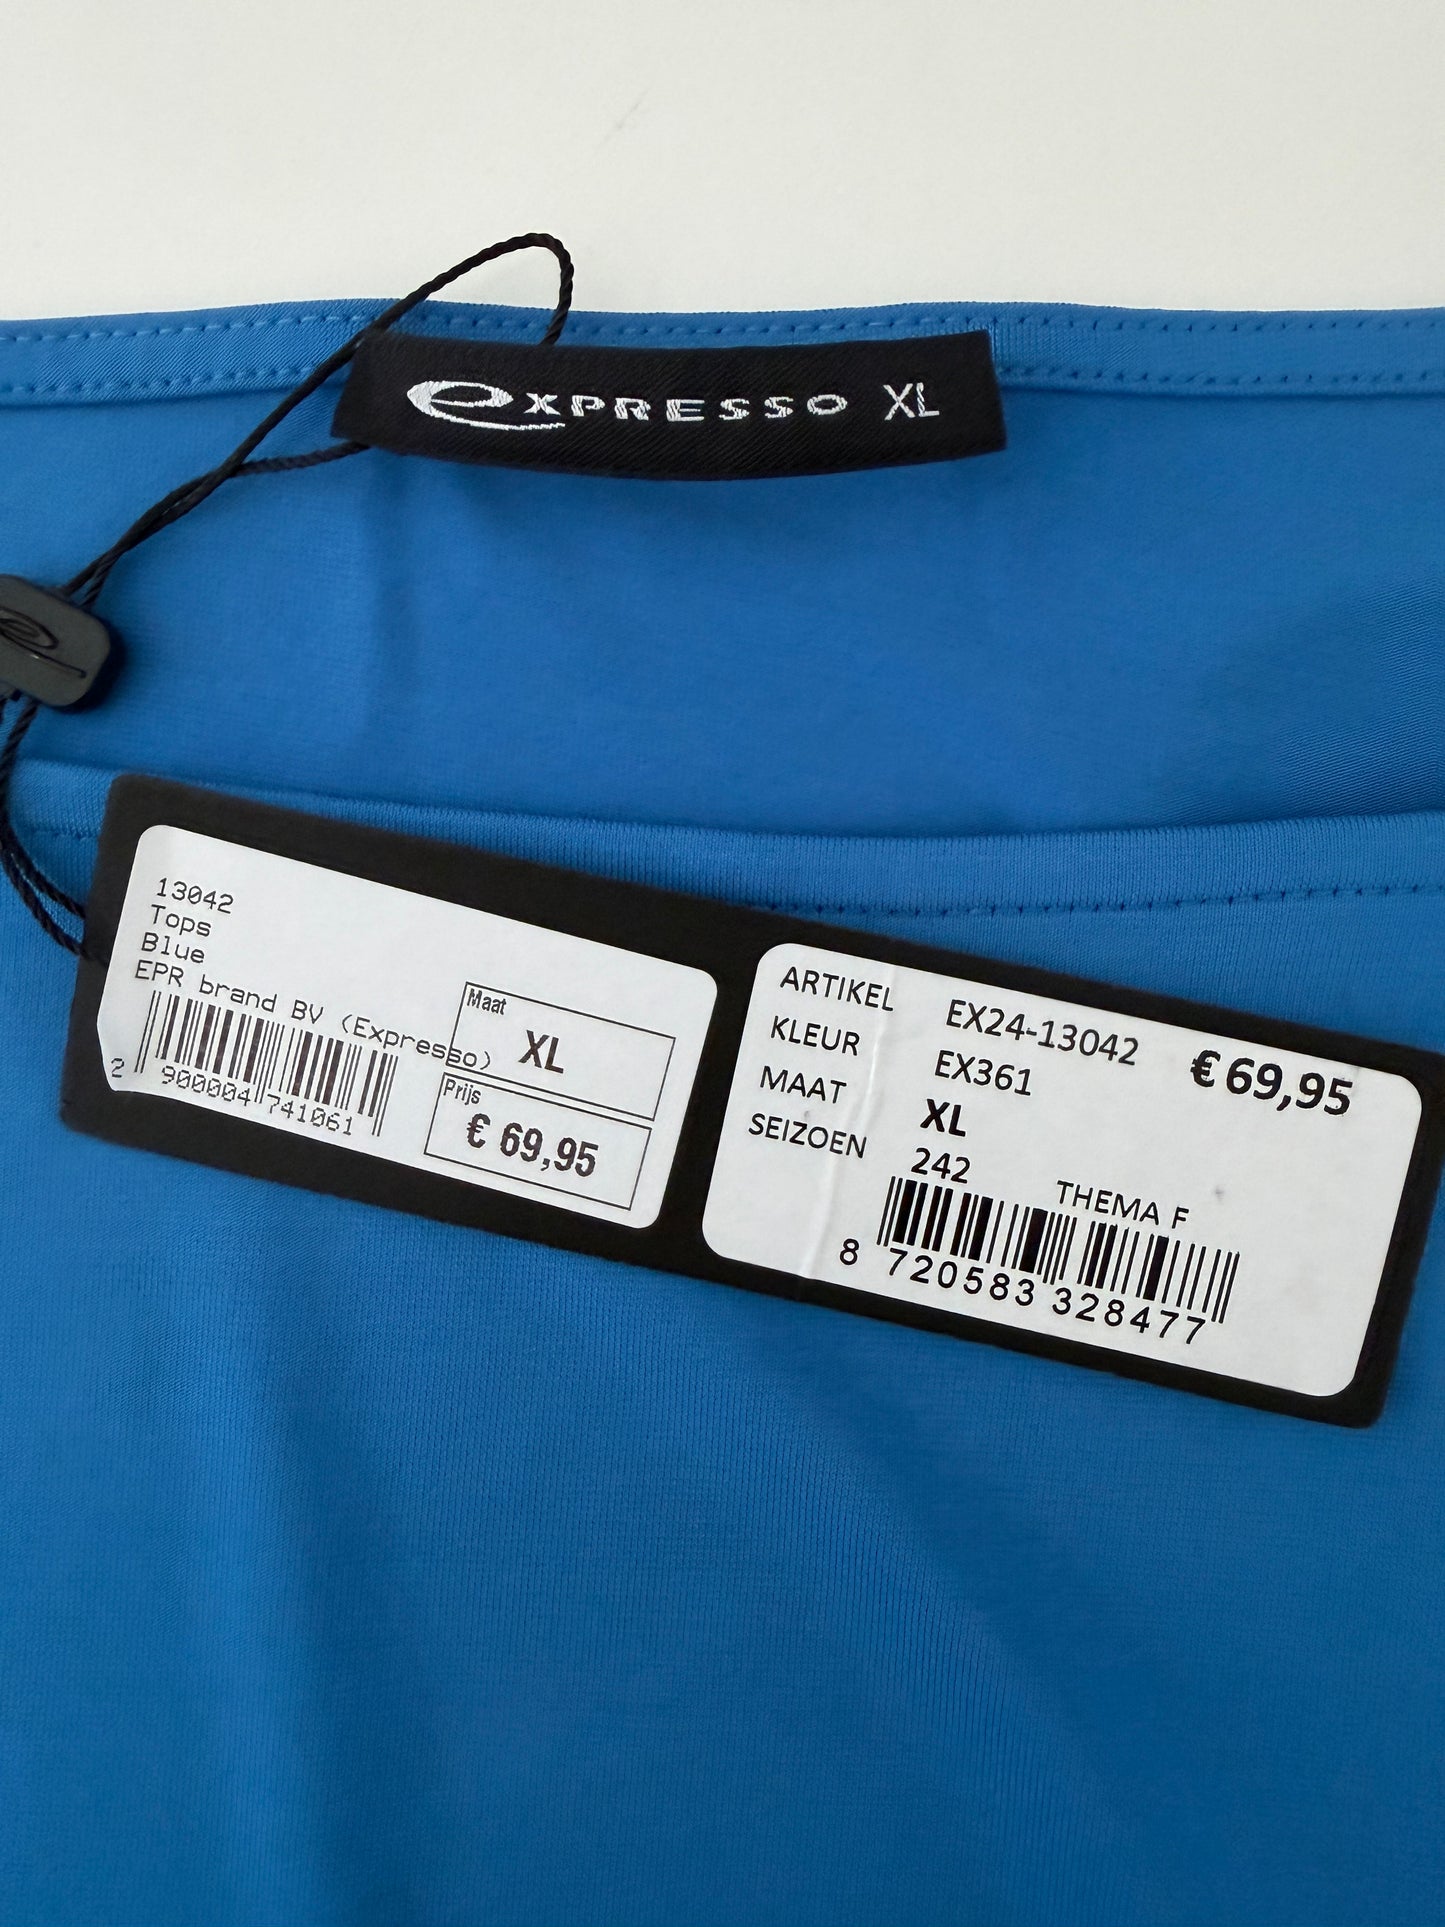 expresso XL
13042
Tops
Blue
EPR brand BV (Expresso)
Maat
XL
Prijs
€ 69,95
2 900004 741061
ARTIKEL EX24-13042 € 69,95
KLEUR EX361
MAAT XL
SEIZOEN 242
THEMA F
8 720583 328477